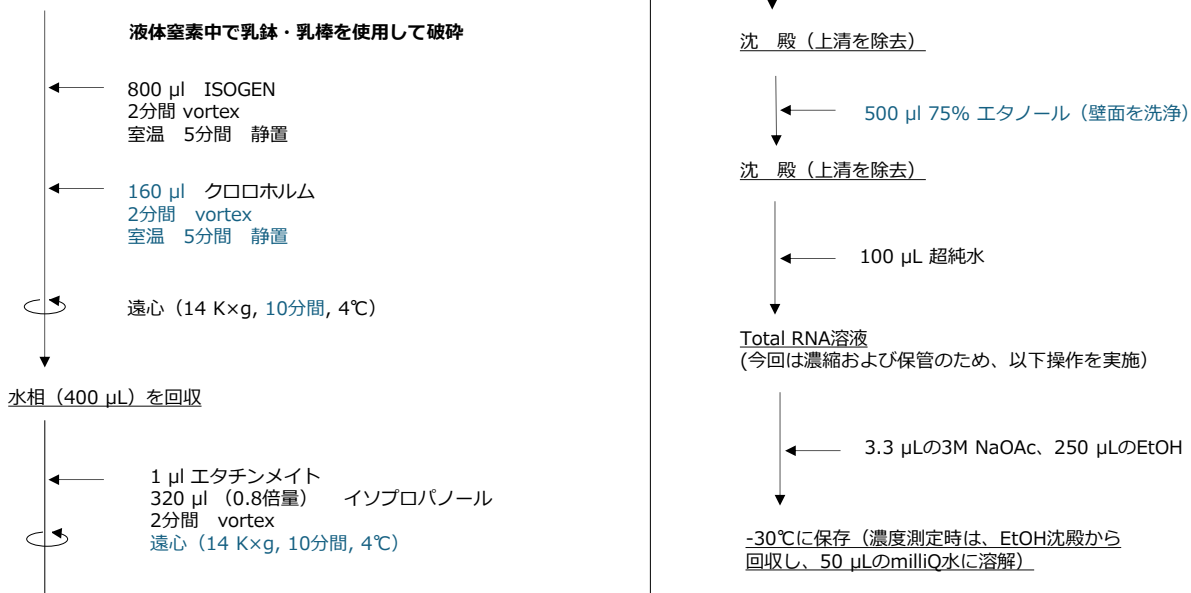 液体窒素中で乳鉢・乳棒を使用して破砕
800 μl　ISOGEN
2分間 vortex
室温　5分間　静置
160 μl　クロロホルム
2分間　vortex
室温　5分間　静置
遠心（14 K×g, 10分間, 4℃）
水相（400 μL）を回収
1 μl エタチンメイト
320 μl （0.8倍量）　イソプロパノール
2分間　vortex
遠心（14 K×g, 10分間, 4℃）
沈　殿（上清を除去）
500 μl 75% エタノール（壁面を洗浄）
沈　殿（上清を除去）
100 μL 超純水
Total RNA溶液
(今回は濃縮および保管のため、以下操作を実施）
3.3 μLの3M NaOAc、250 μLのEtOH
-30℃に保存（濃度測定時は、EtOH沈殿から
回収し、50 μLのmilliQ水に溶解）